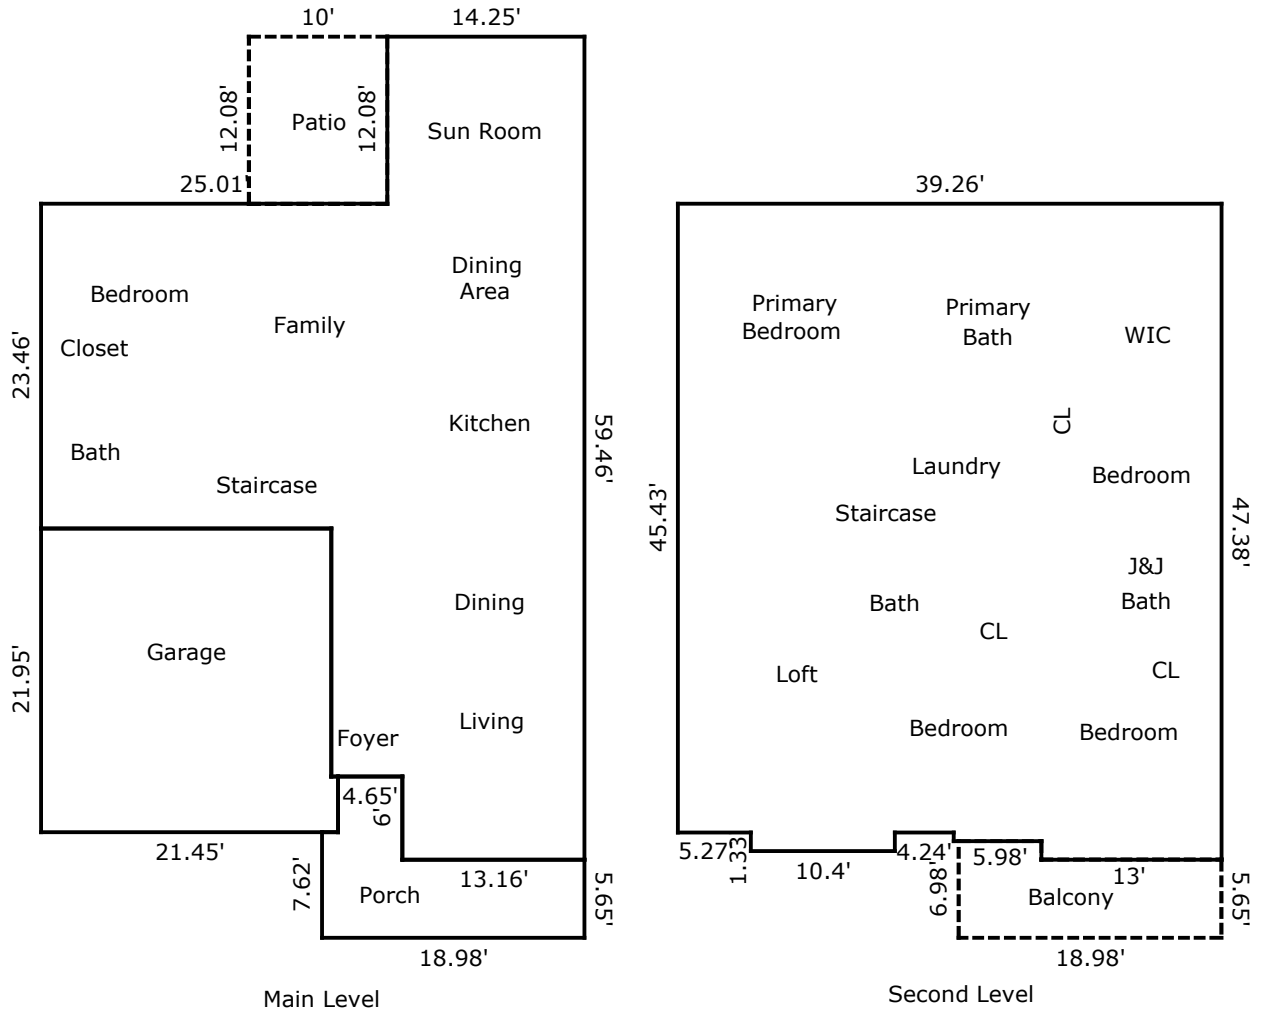 10'
14.25'
12.08'
Patio
12.08'
Sun Room
25.01'
39.26'
Dining
Area
Bedroom
Family
Closet
23.46'
Primary
Bedroom
Primary
Bath
WIC
Kitchen
59.46'
CL
Bath
Staircase
Laundry
Bedroom
45.43'
Staircase
47.38'
J&J
Bath
Dining
Bath
CL
Garage
21.95'
Loft
CL
Living
Foyer
Bedroom
Bedroom
4.65'
6'
21.45'
13.16'
7.62'
Porch
5.65'
18.98'
5.27'
1.33'
10.4'
4.24'
5.98'
6.98'
13'
Balcony
5.65'
18.98'
Main Level
Second Level